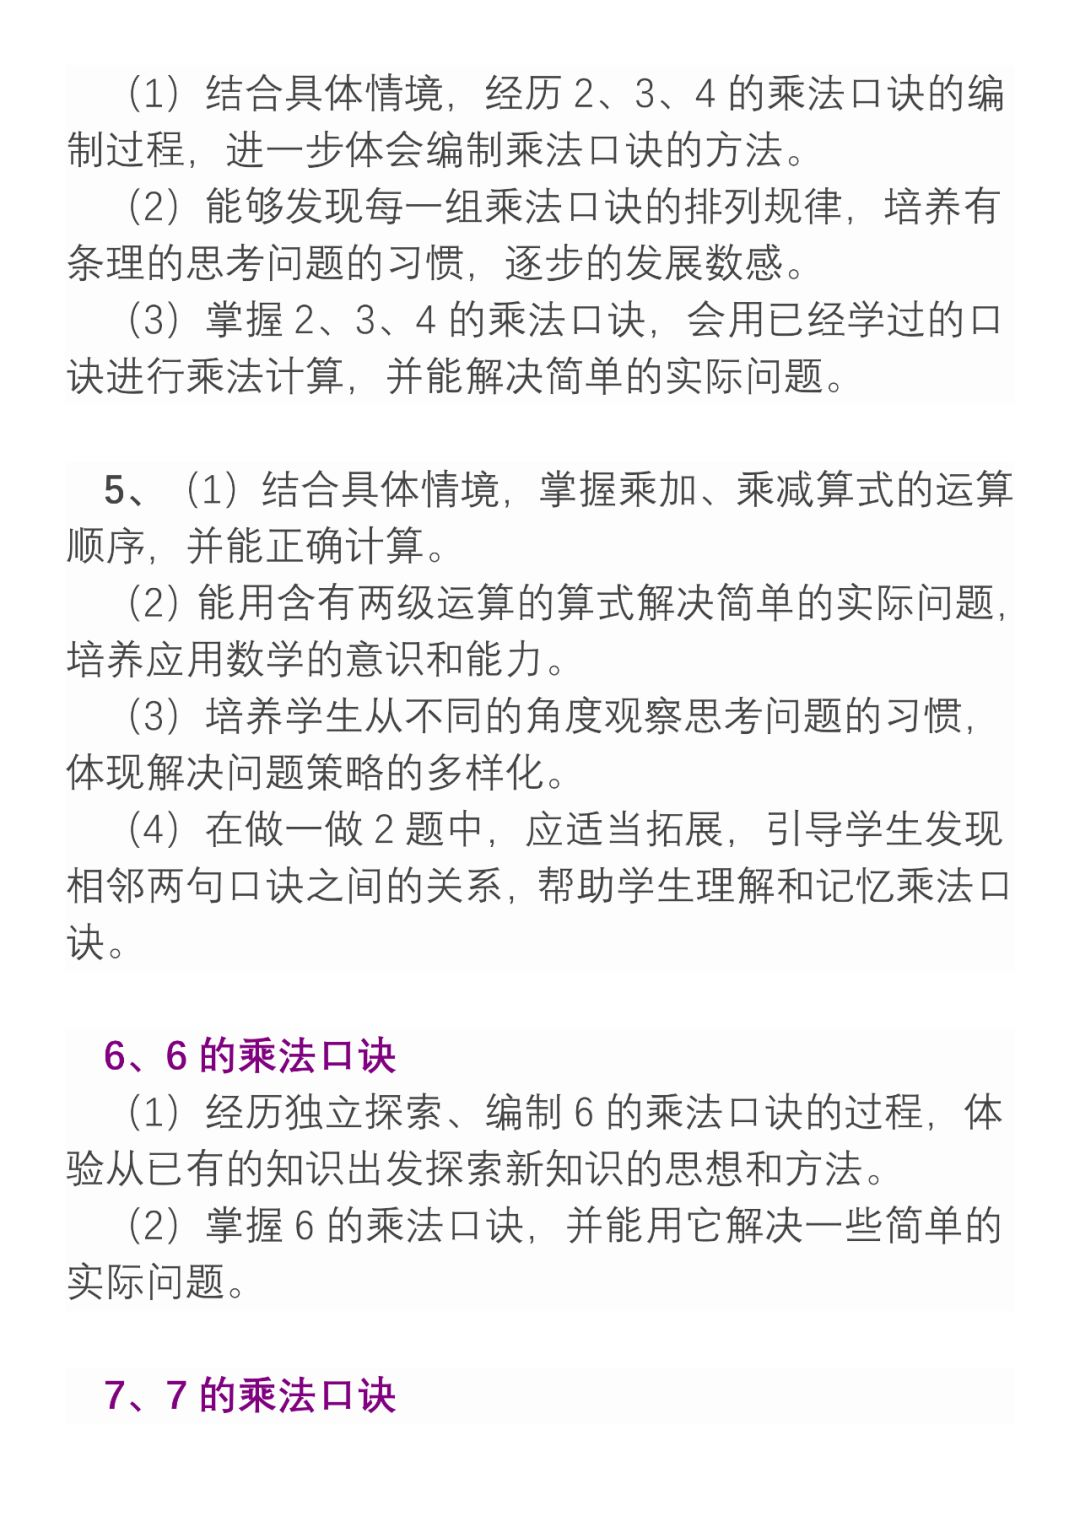 （1）结合具体情境，经历 2、3、4 的乘法口诀的编
制过程，进一步体会编制乘法口诀的方法。
（2）能够发现每一组乘法口诀的排列规律，培养有
条理的思考问题的习惯，逐步的发展数感。
（3）掌握 2、3、4 的乘法口诀，会用已经学过的口
诀进行乘法计算，并能解决简单的实际问题。
5、（1）结合具体情境，掌握乘加、乘减算式的运算
顺序，并能正确计算。
（2）能用含有两级运算的算式解决简单的实际问题，
培养应用数学的意识和能力。
（3）培养学生从不同的角度观察思考问题的习惯，
体现解决问题策略的多样化。
（4）在做一做 2 题中，应适当拓展，引导学生发现
相邻两句口诀之间的关系，帮助学生理解和记忆乘法口
诀。
6、6 的乘法口诀
（1）经历独立探索、编制 6 的乘法口诀的过程，体
验从已有的知识出发探索新知识的思想和方法。
（2）掌握 6 的乘法口诀，并能用它解决一些简单的
实际问题。
7、7 的乘法口诀